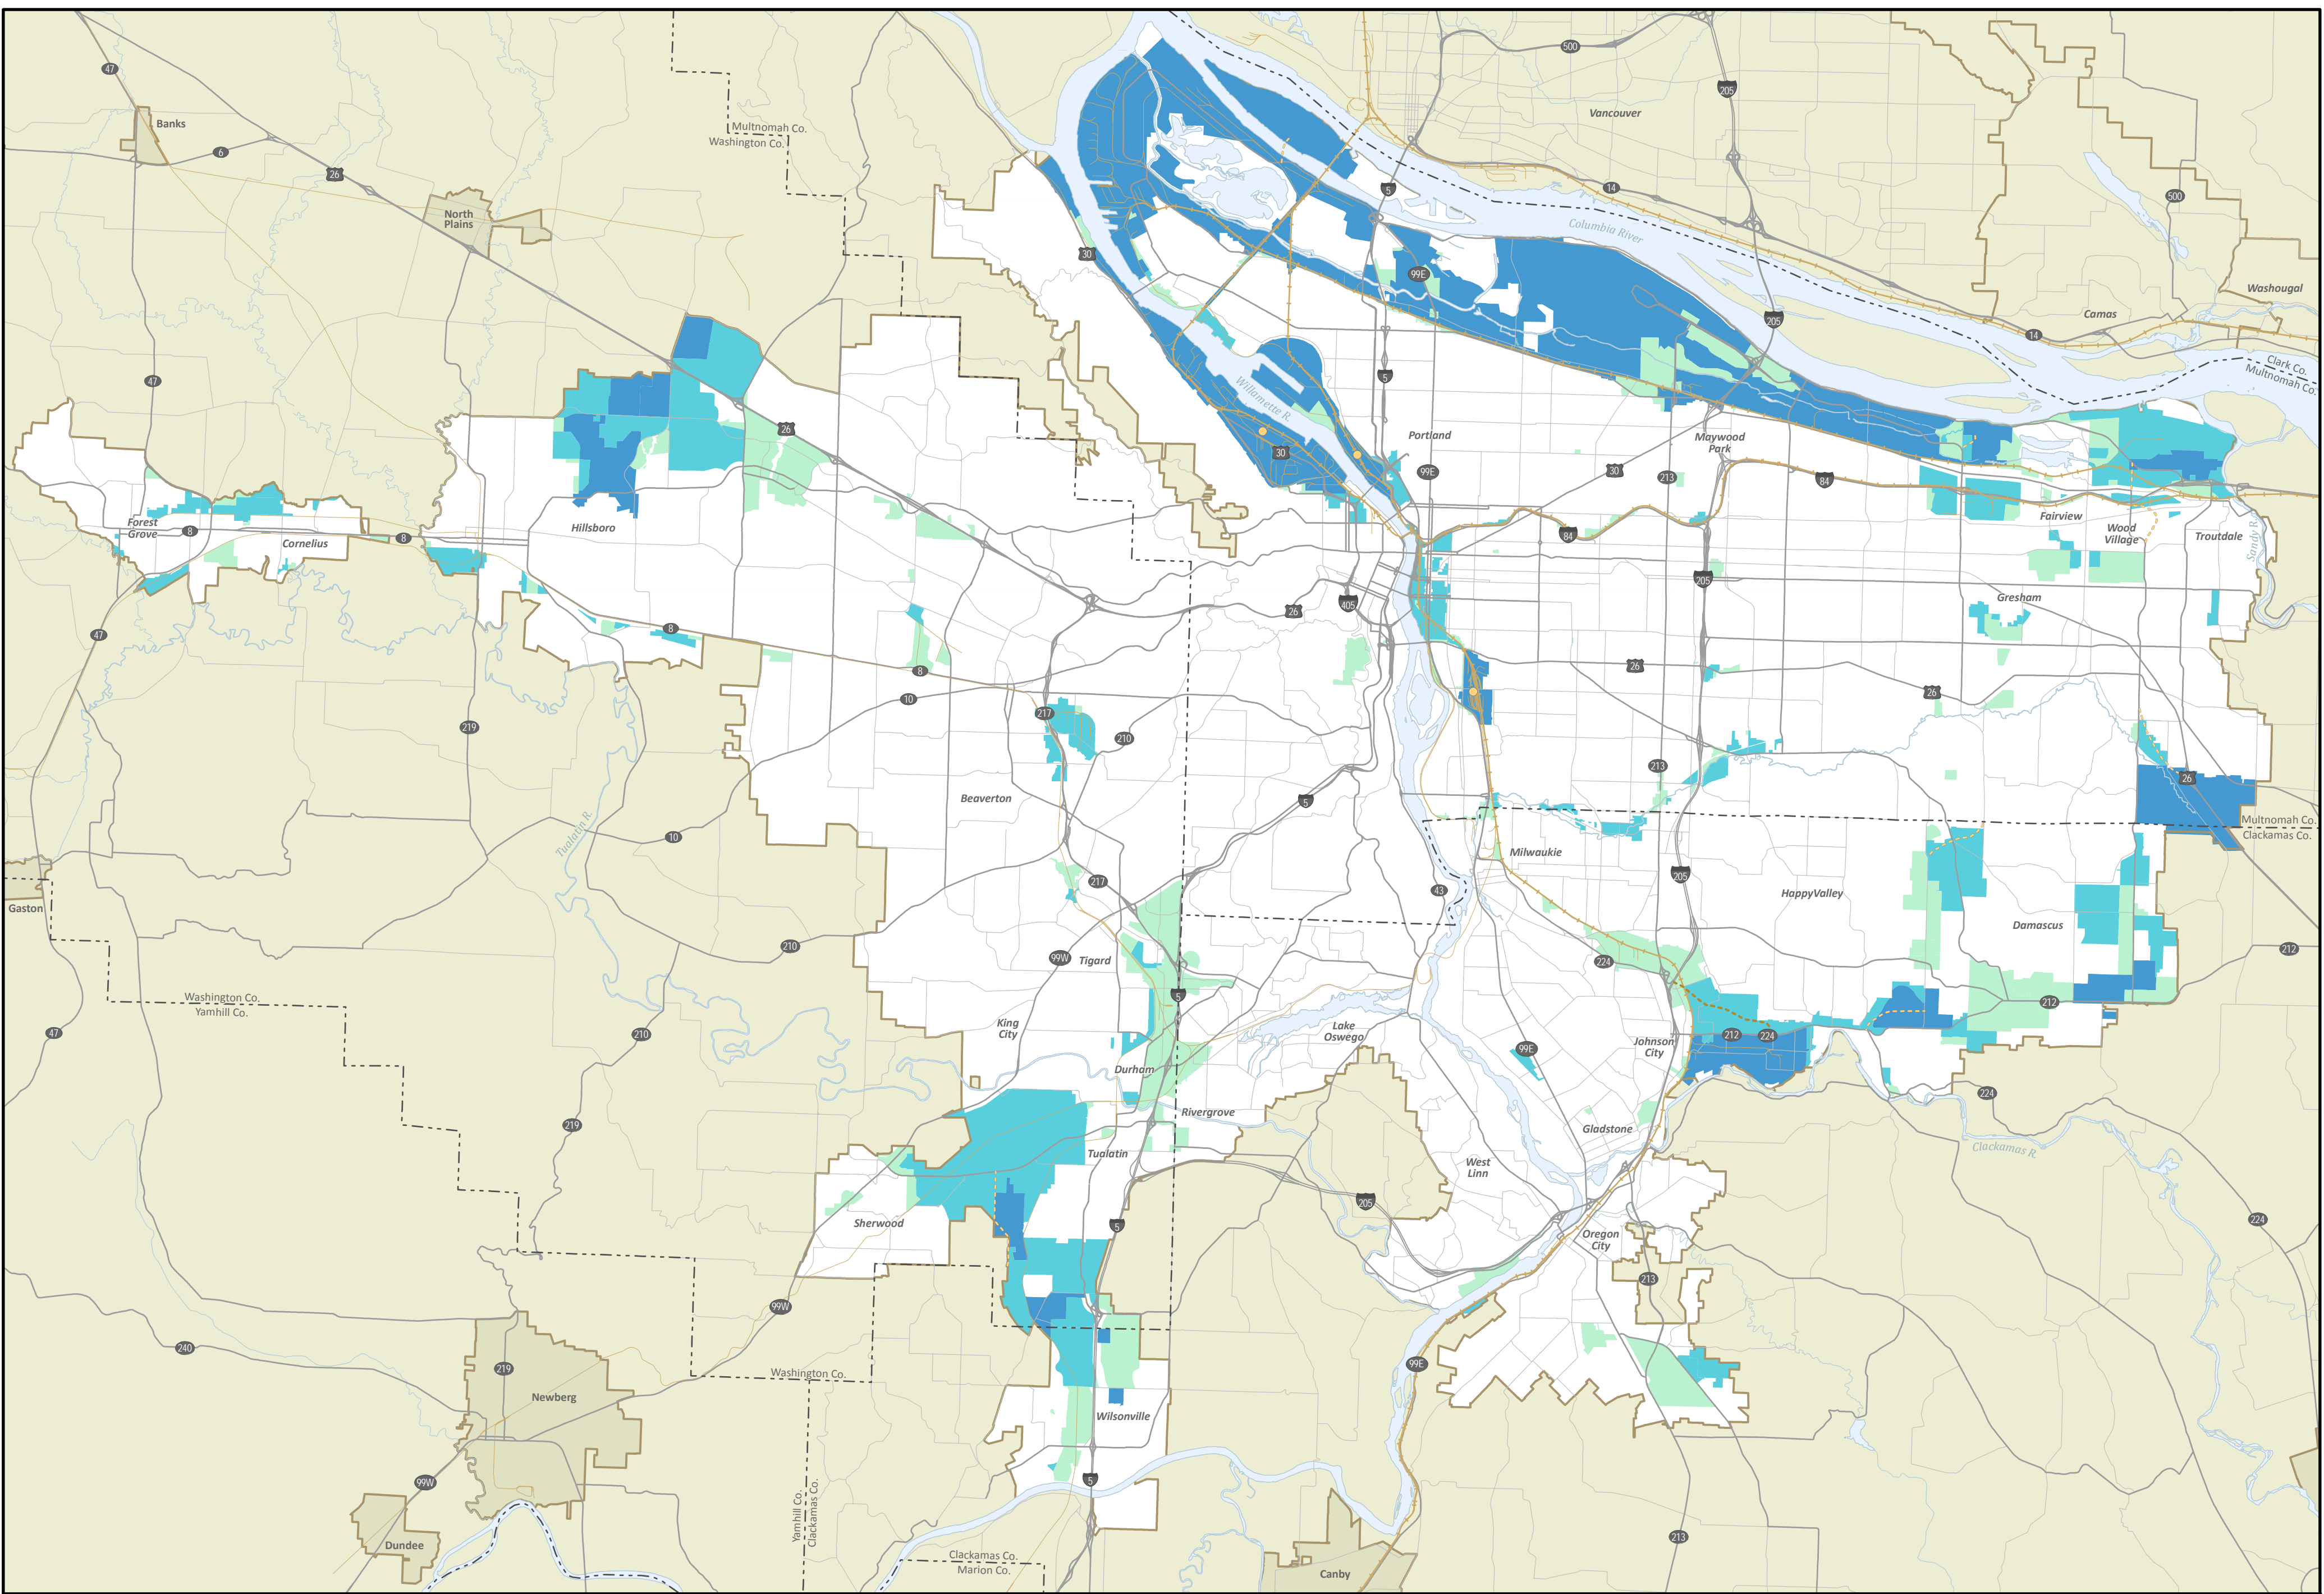 500
47
205
Vancouver
Banks
Multnomah Co.
Washington Co.
6
26
14
5
500
North
Plains
Columbia River
30
99E
Washougal
Camas
205
14
Clark Co.
Multnomah Co.
47
5
Willamette R.
26
Portland
Maywood
Park
30
99E
30
213
84
Forest
Grove
8
Cornelius
8
Hillsboro
84
Fairview
Wood
Village
Troutdale
Sandy R.
205
405
26
Gresham
47
8
26
8
10
26
219
217
210
213
26
Beaverton
5
Tualatin R.
10
Multnomah Co.
Clackamas Co.
Milwaukie
217
43
205
HappyValley
Gaston
Damascus
210
212
99W
Tigard
224
5
Washington Co.
Yamhill Co.
212
47
King
City
Lake
Oswego
210
212
224
Johnson
City
99E
Durham
224
Rivergrove
219
Gladstone
Clackamas R.
Tualatin
West
Linn
205
Sherwood
5
224
Oregon
City
213
99W
240
219
Washington Co.
99E
Newberg
Wilsonville
99W
5
Yamhill Co.
Clackamas Co.
213
Dundee
Clackamas Co.
Marion Co.
Canby